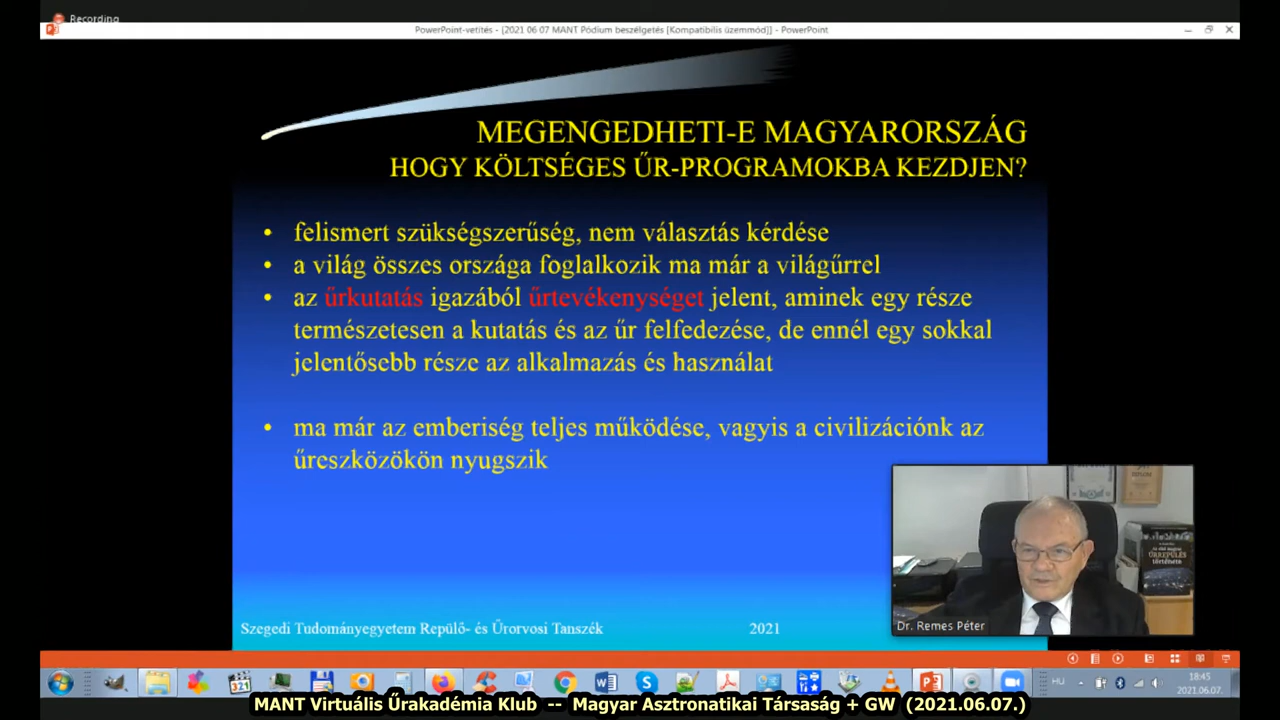 Recording
PowerPoint-vetítés - [2021 06 07 MANT Pódium beszélgetés [Kompatibilis üzemmód]] - PowerPoint
MEGENGEDHETI-E MAGYARORSZÁG
HOGY KÖLTSÉGES ŰR-PROGRAMOKBA KEZDJEN?
• felismert szükségszerűség, nem választás kérdése
• a világ összes országa foglalkozik ma már a világűrrel
• az űrkutatás igazából űrtevékenységet jelent, aminek egy része
természetesen a kutatás és az űr felfedezése, de ennél egy sokkal
jelentősebb része az alkalmazás és használat
• ma már az emberiség teljes működése, vagyis a civilizációnk az
űreszközökön nyugszik
ŰRREPÜLÉS
története
Dr. Remes Péter
Szegedi Tudományegyetem Repülő- és Űrorvosi Tanszék
2021
321
HU
18:45
2021.06.07.
MANT Virtuális Űrakadémia Klub -- Magyar Asztronatikai Társaság + GW (2021.06.07.)